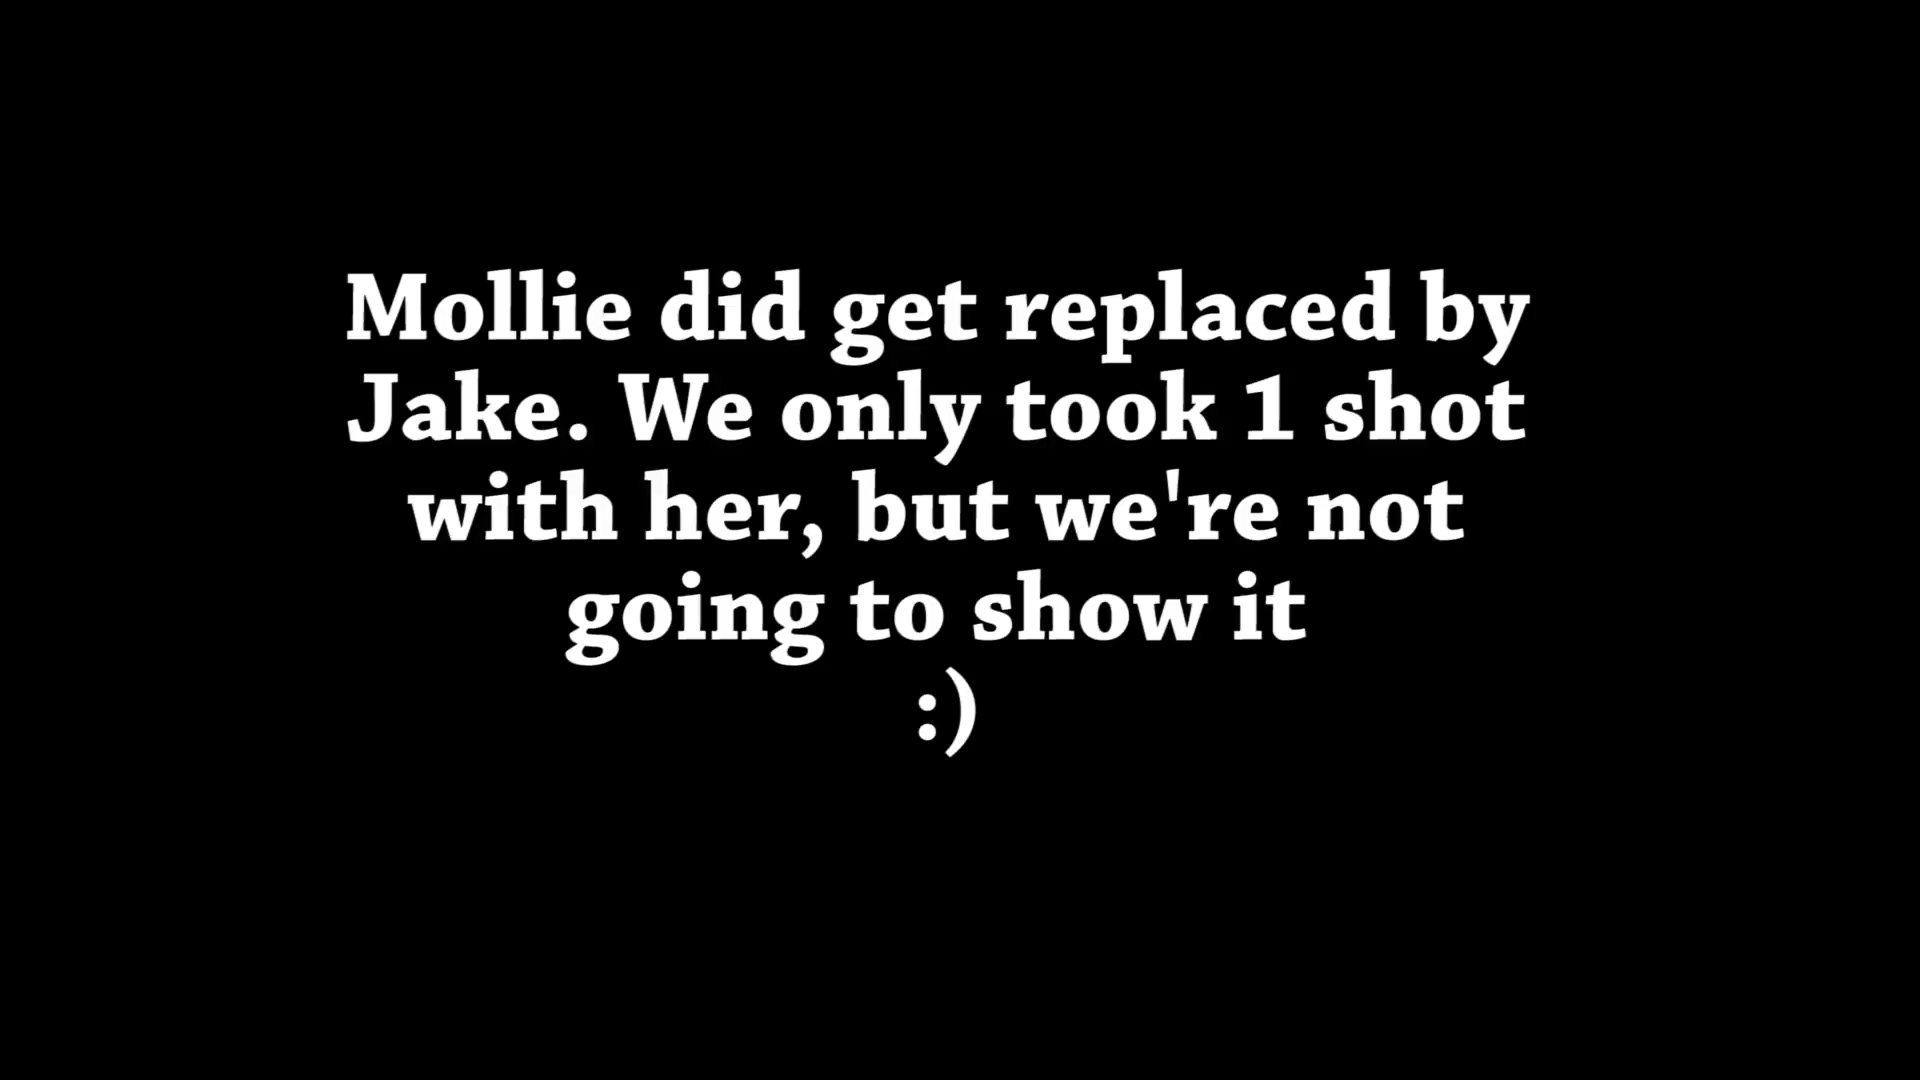 Mollie did get replaced by
Jake. We only took 1 shot
with her, but we're not
going to show it
:)